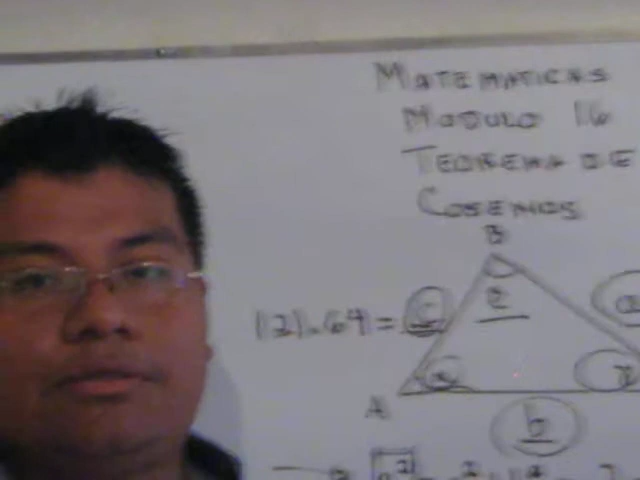 MATEMATICAS
MODULO 16
TEOREMA DE
COSENOS
B
121.64 = c
a
A
b